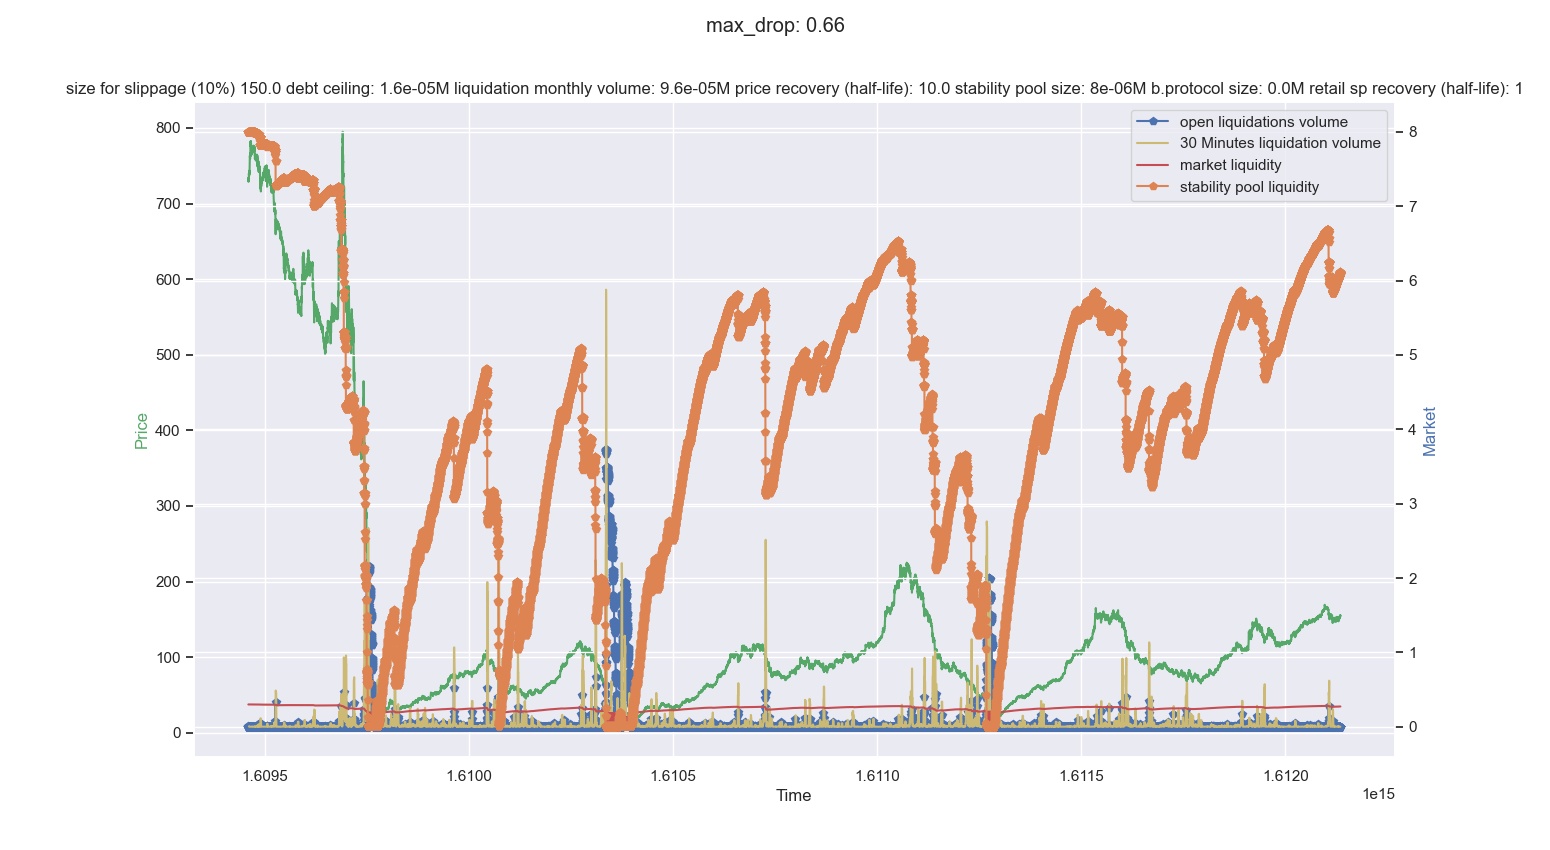 max_drop: 0.66
size for slippage (10%) 150.0 debt ceiling: 1.6e-05M liquidation monthly volume: 9.6e-05M price recovery (half-life): 10.0 stability pool size: 8e-06M b.protocol size: 0.0M retail sp recovery (half-life): 1
open liquidations volume
30 Minutes liquidation volume
market liquidity
stability pool liquidity
800
700
600
500
400
300
200
100
0
Price
8
7
6
5
4
3
2
1
0
Market
1.6095 1.6100 1.6105 1.6110 1.6115 1.6120
Time
1e15